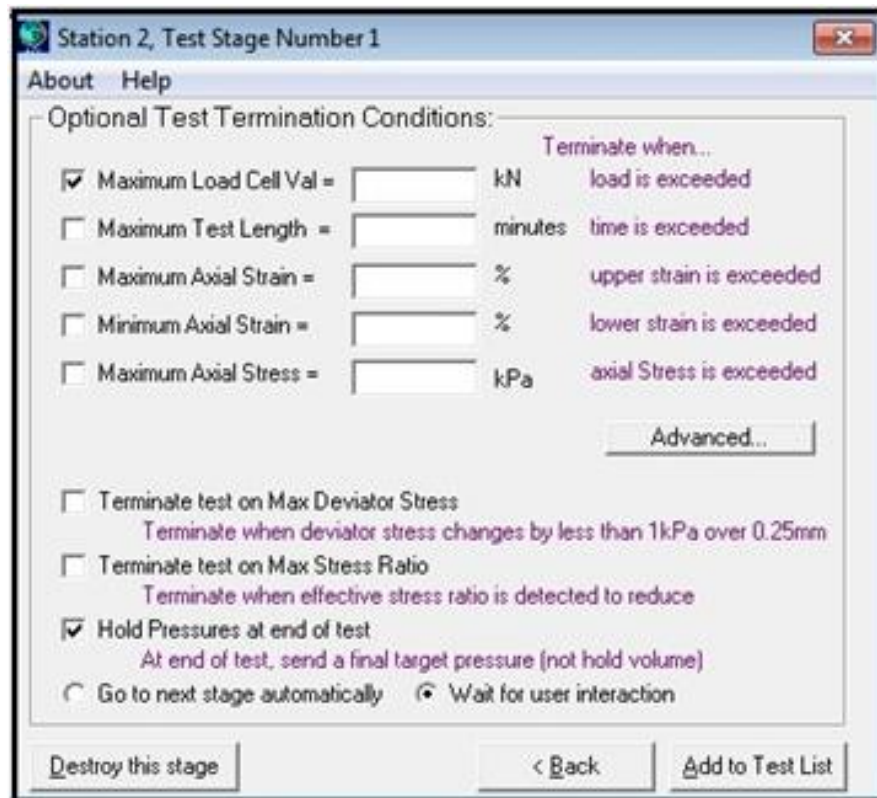 Station 2, Test Stage Number 1
About Help
Optional Test Termination Conditions:
Terminate when...
Maximum Load Cell Val = kN load is exceeded
Maximum Test Length = minutes time is exceeded
Maximum Axial Strain = % upper strain is exceeded
Minimum Axial Strain = % lower strain is exceeded
Maximum Axial Stress = kPa axial Stress is exceeded
Advanced...
Terminate test on Max Deviator Stress
Terminate when deviator stress changes by less than 1kPa over 0.25mm
Terminate test on Max Stress Ratio
Terminate when effective stress ratio is detected to reduce
Hold Pressures at end of test
At end of test, send a final target pressure (not hold volume)
Go to next stage automatically Wait for user interaction
Destroy this stage < Back Add to Test List